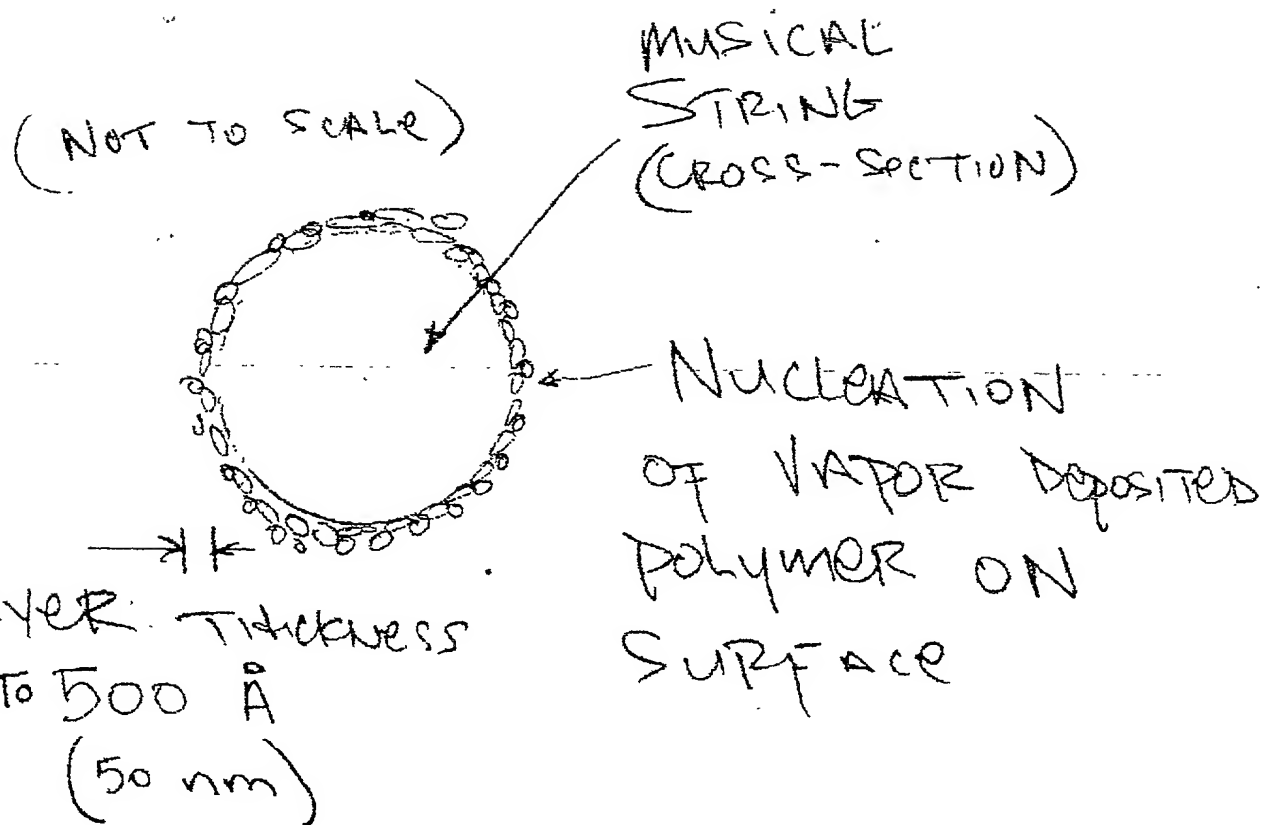 (NOT TO SCALE)
MUSICAL
STRING
(CROSS-SECTION)
NUCLEATION
OF VAPOR DEPOSITED
POLYMER ON
SURFACE
YER THICKNESS
TO 500 Å
(50 nm)